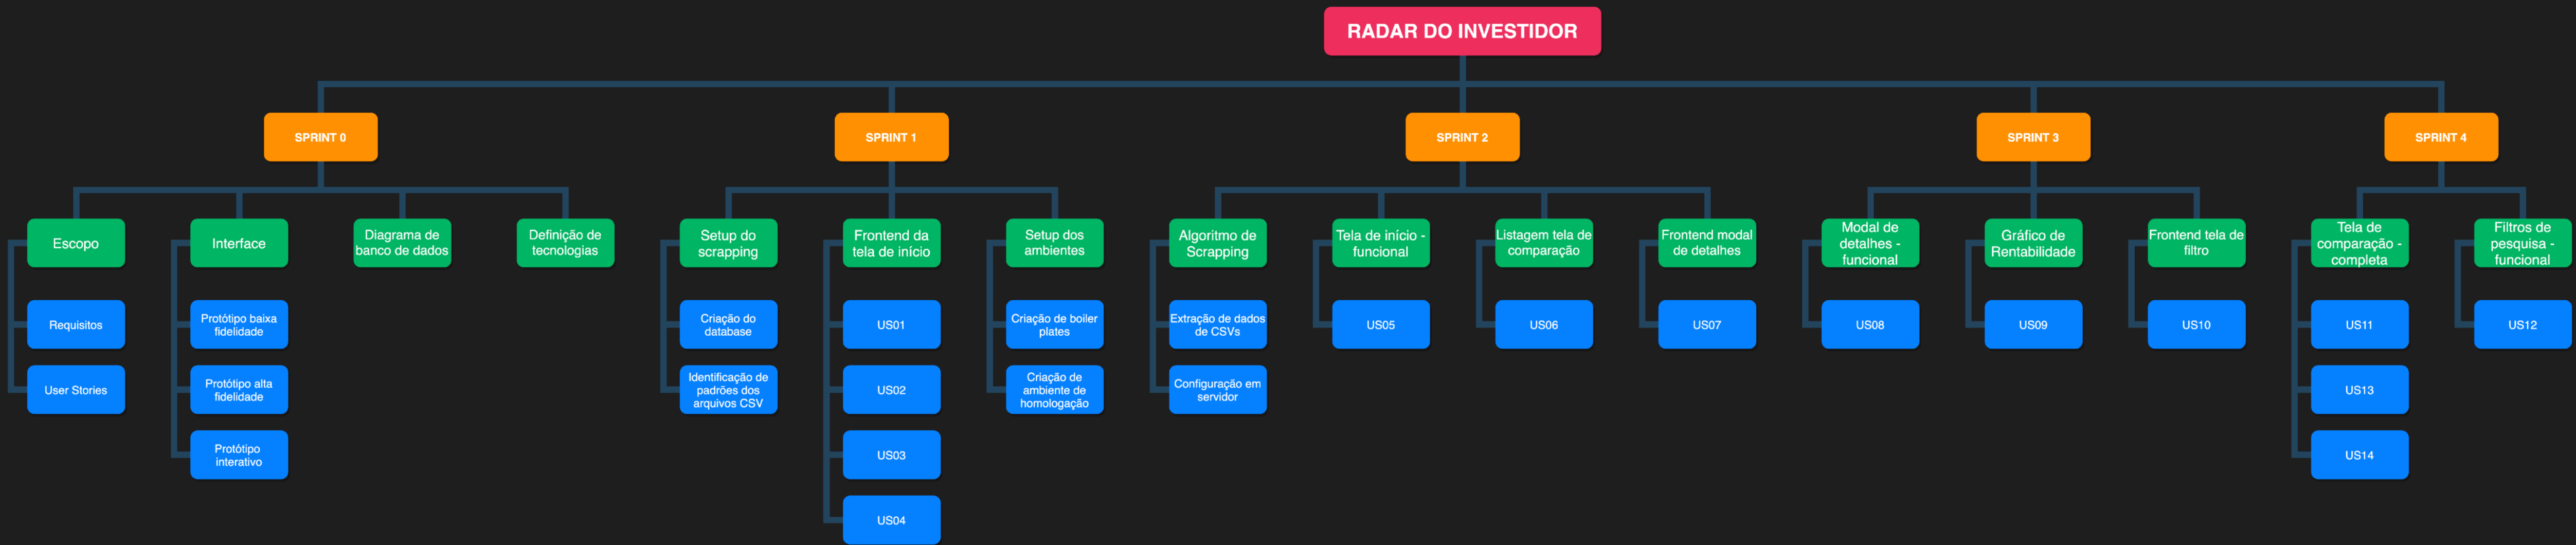 RADAR DO INVESTIDOR
SPRINT 0
SPRINT 1
SPRINT 2
SPRINT 3
SPRINT 4
Escopo
Interface
Diagrama de
banco de dados
Definição de
tecnologias
Setup do
scrapping
Frontend da
tela de início
Setup dos
ambientes
Algoritmo de
Scrapping
Tela de início -
funcional
Listagem tela de
comparação
Frontend modal
de detalhes
Modal de
detalhes -
funcional
Gráfico de
Rentabilidade
Frontend tela de
filtro
Tela de
comparação -
completa
Filtros de
pesquisa -
funcional
Requisitos
Protótipo baixa
fidelidade
Criação do
database
US01
Criação de boiler
plates
Extração de dados
de CSVs
US05
US06
US07
US08
US09
US10
US11
US12
User Stories
Protótipo alta
fidelidade
Identificação de
padrões dos
arquivos CSV
US02
Criação de
ambiente de
homologação
Configuração em
servidor
US13
Protótipo
interativo
US03
US14
US04